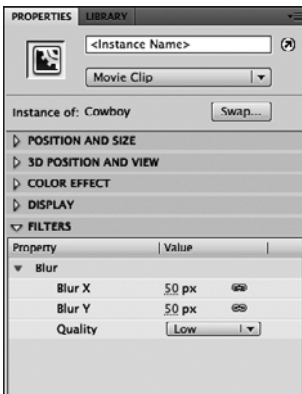 PROPERTIES LIBRARY
<Instance Name>
Movie Clip
Instance of: Cowboy Swap...
POSITION AND SIZE
3D POSITION AND VIEW
COLOR EFFECT
DISPLAY
FILTERS
Property Value
Blur
Blur X 50 px
Blur Y 50 px
Quality Low